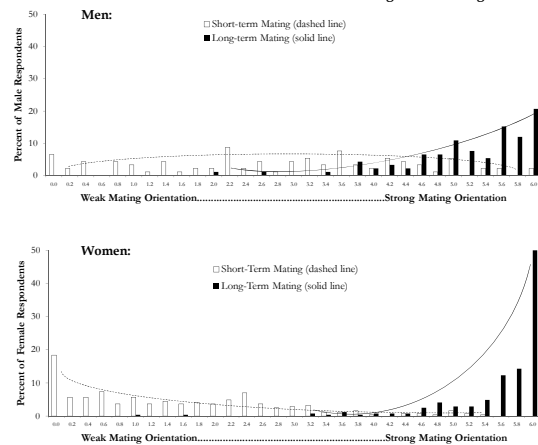 Men:
Short-term Mating (dashed line)
Long-term Mating (solid line)
Percent of Male Respondents
50
40
30
20
10
0
0.0 0.2 0.4 0.6 0.8 1.0 1.2 1.4 1.6 1.8 2.0 2.2 2.4 2.6 2.8 3.0 3.2 3.4 3.6 3.8 4.0 4.2 4.4 4.6 4.8 5.0 5.2 5.4 5.6 5.8 6.0
Weak Mating Orientation................................................................Strong Mating Orientation
Women:
Short-Term Mating (dashed line)
Long-Term Mating (solid line)
Percent of Female Respondents
50
40
30
20
10
0
0.0 0.2 0.4 0.6 0.8 1.0 1.2 1.4 1.6 1.8 2.0 2.2 2.4 2.6 2.8 3.0 3.2 3.4 3.6 3.8 4.0 4.2 4.4 4.6 4.8 5.0 5.2 5.4 5.6 5.8 6.0
Weak Mating Orientation................................................................Strong Mating Orientation